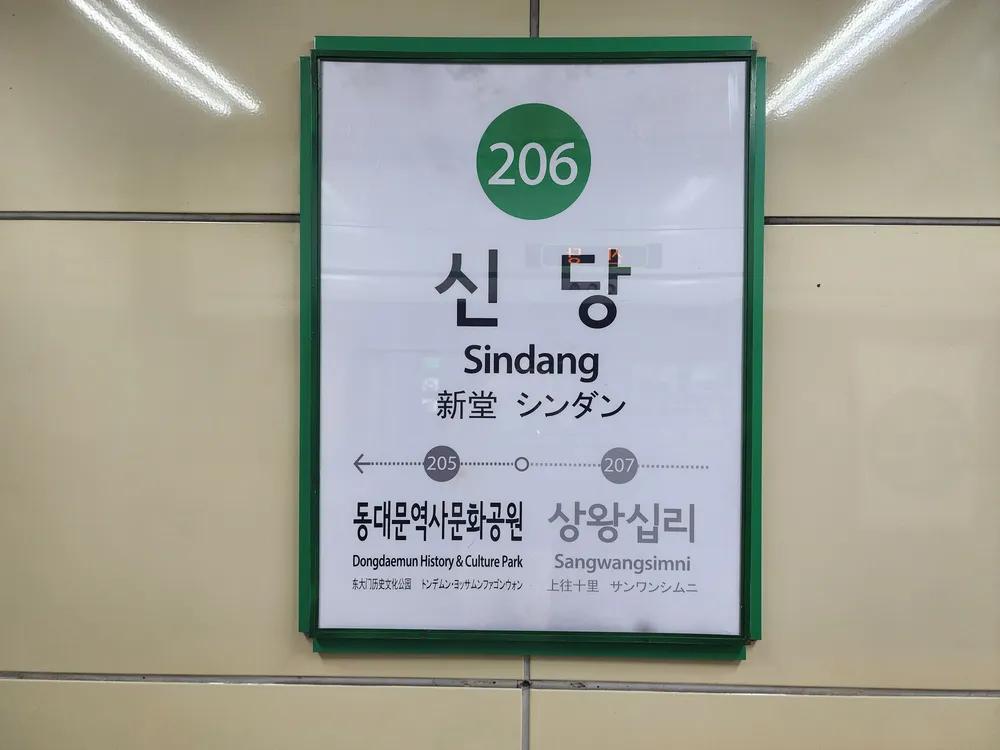 206
신당
Sindang
新堂 シンダン
205 207
동대문역사문화공원 상왕십리
Dongdaemun History & Culture Park Sangwangsimni
东大门历史文化公园 トンデムン・ヨッサムンファゴンウォン 上往十里 サンワンシムニ